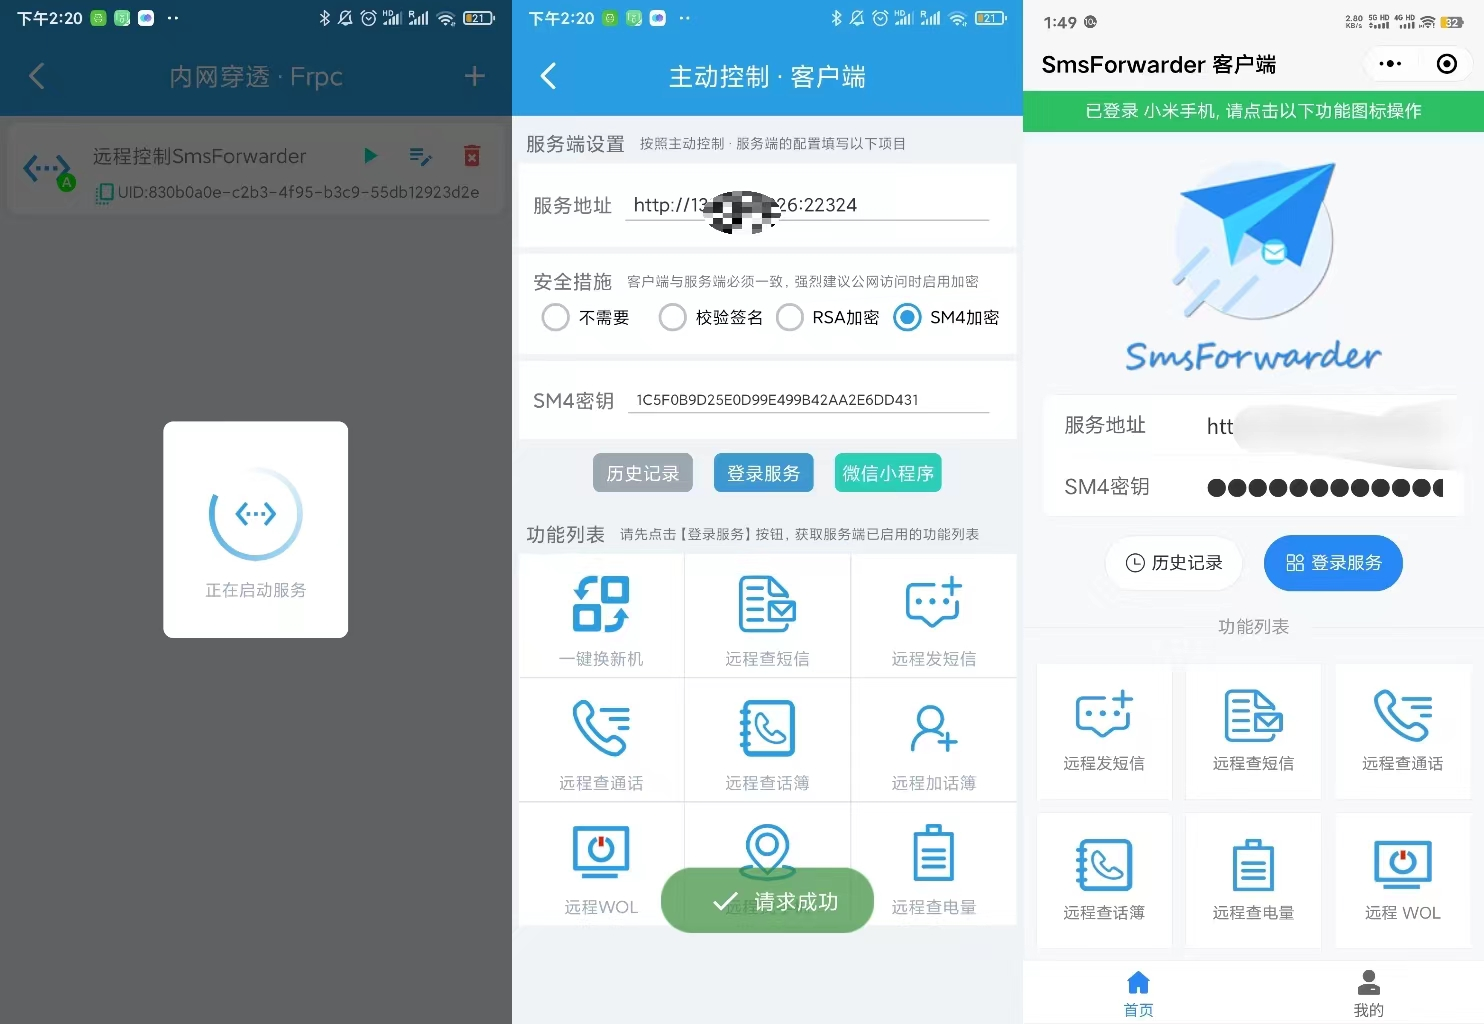 下午2:20
21
内网穿透 · Frpc
远程控制SmsForwarder
A
UID:830b0a0e-c2b3-4f95-b3c9-55db12923d2e
正在启动服务
下午2:20
21
主动控制 · 客户端
服务端设置 按照主动控制 · 服务端的配置填写以下项目
服务地址 http://13 26:22324
安全措施 客户端与服务端必须一致, 强烈建议公网访问时启用加密
不需要 校验签名 RSA加密 SM4加密
SM4密钥 1C5F0B9D25E0D99E499B42AA2E6DD431
历史记录 登录服务 微信小程序
功能列表 请先点击【登录服务】按钮, 获取服务端已启用的功能列表
一键换新机 远程查短信 远程发短信
远程查通话 远程查话簿 远程加话簿
远程WOL 远程查电量
请求成功
1:49
2.80 KB/s 5G HD 4G HD 32
SmsForwarder 客户端
已登录 小米手机, 请点击以下功能图标操作
SmsForwarder
服务地址 htt
SM4密钥
历史记录 登录服务
功能列表
远程发短信 远程查短信 远程查通话
远程查话簿 远程查电量 远程 WOL
首页 我的